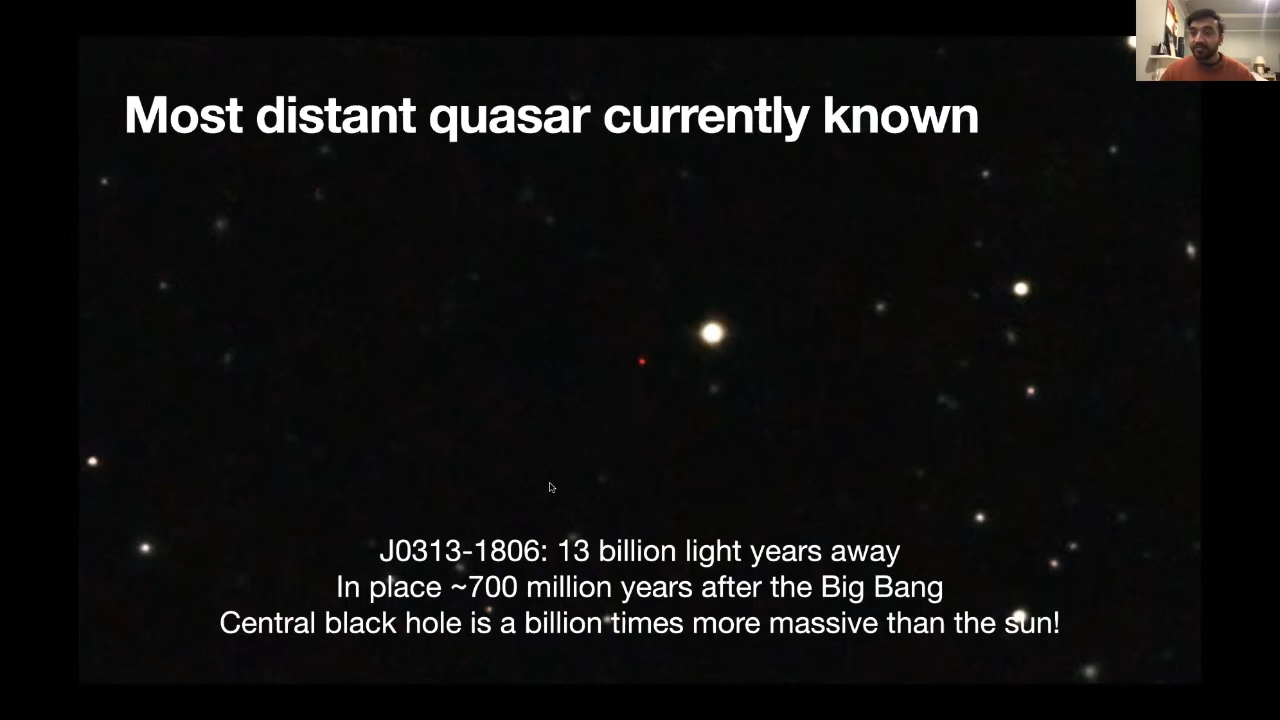 Most distant quasar currently known
J0313-1806: 13 billion light years away
In place ~700 million years after the Big Bang
Central black hole is a billion times more massive than the sun!